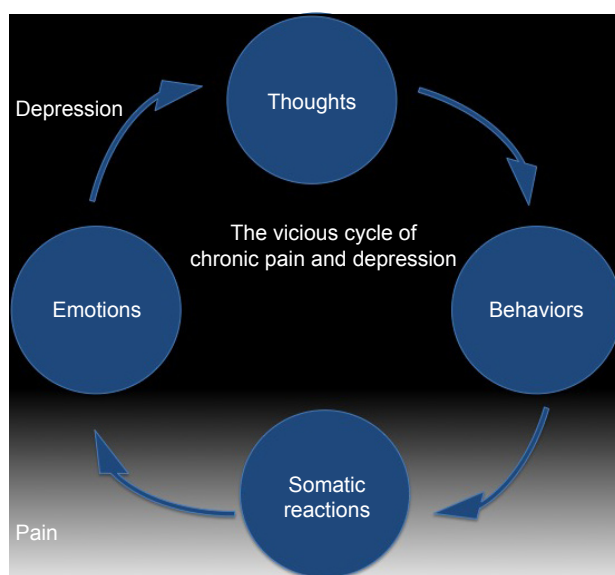 Thoughts
Depression
The vicious cycle of
chronic pain and depression
Emotions
Behaviors
Somatic
reactions
Pain